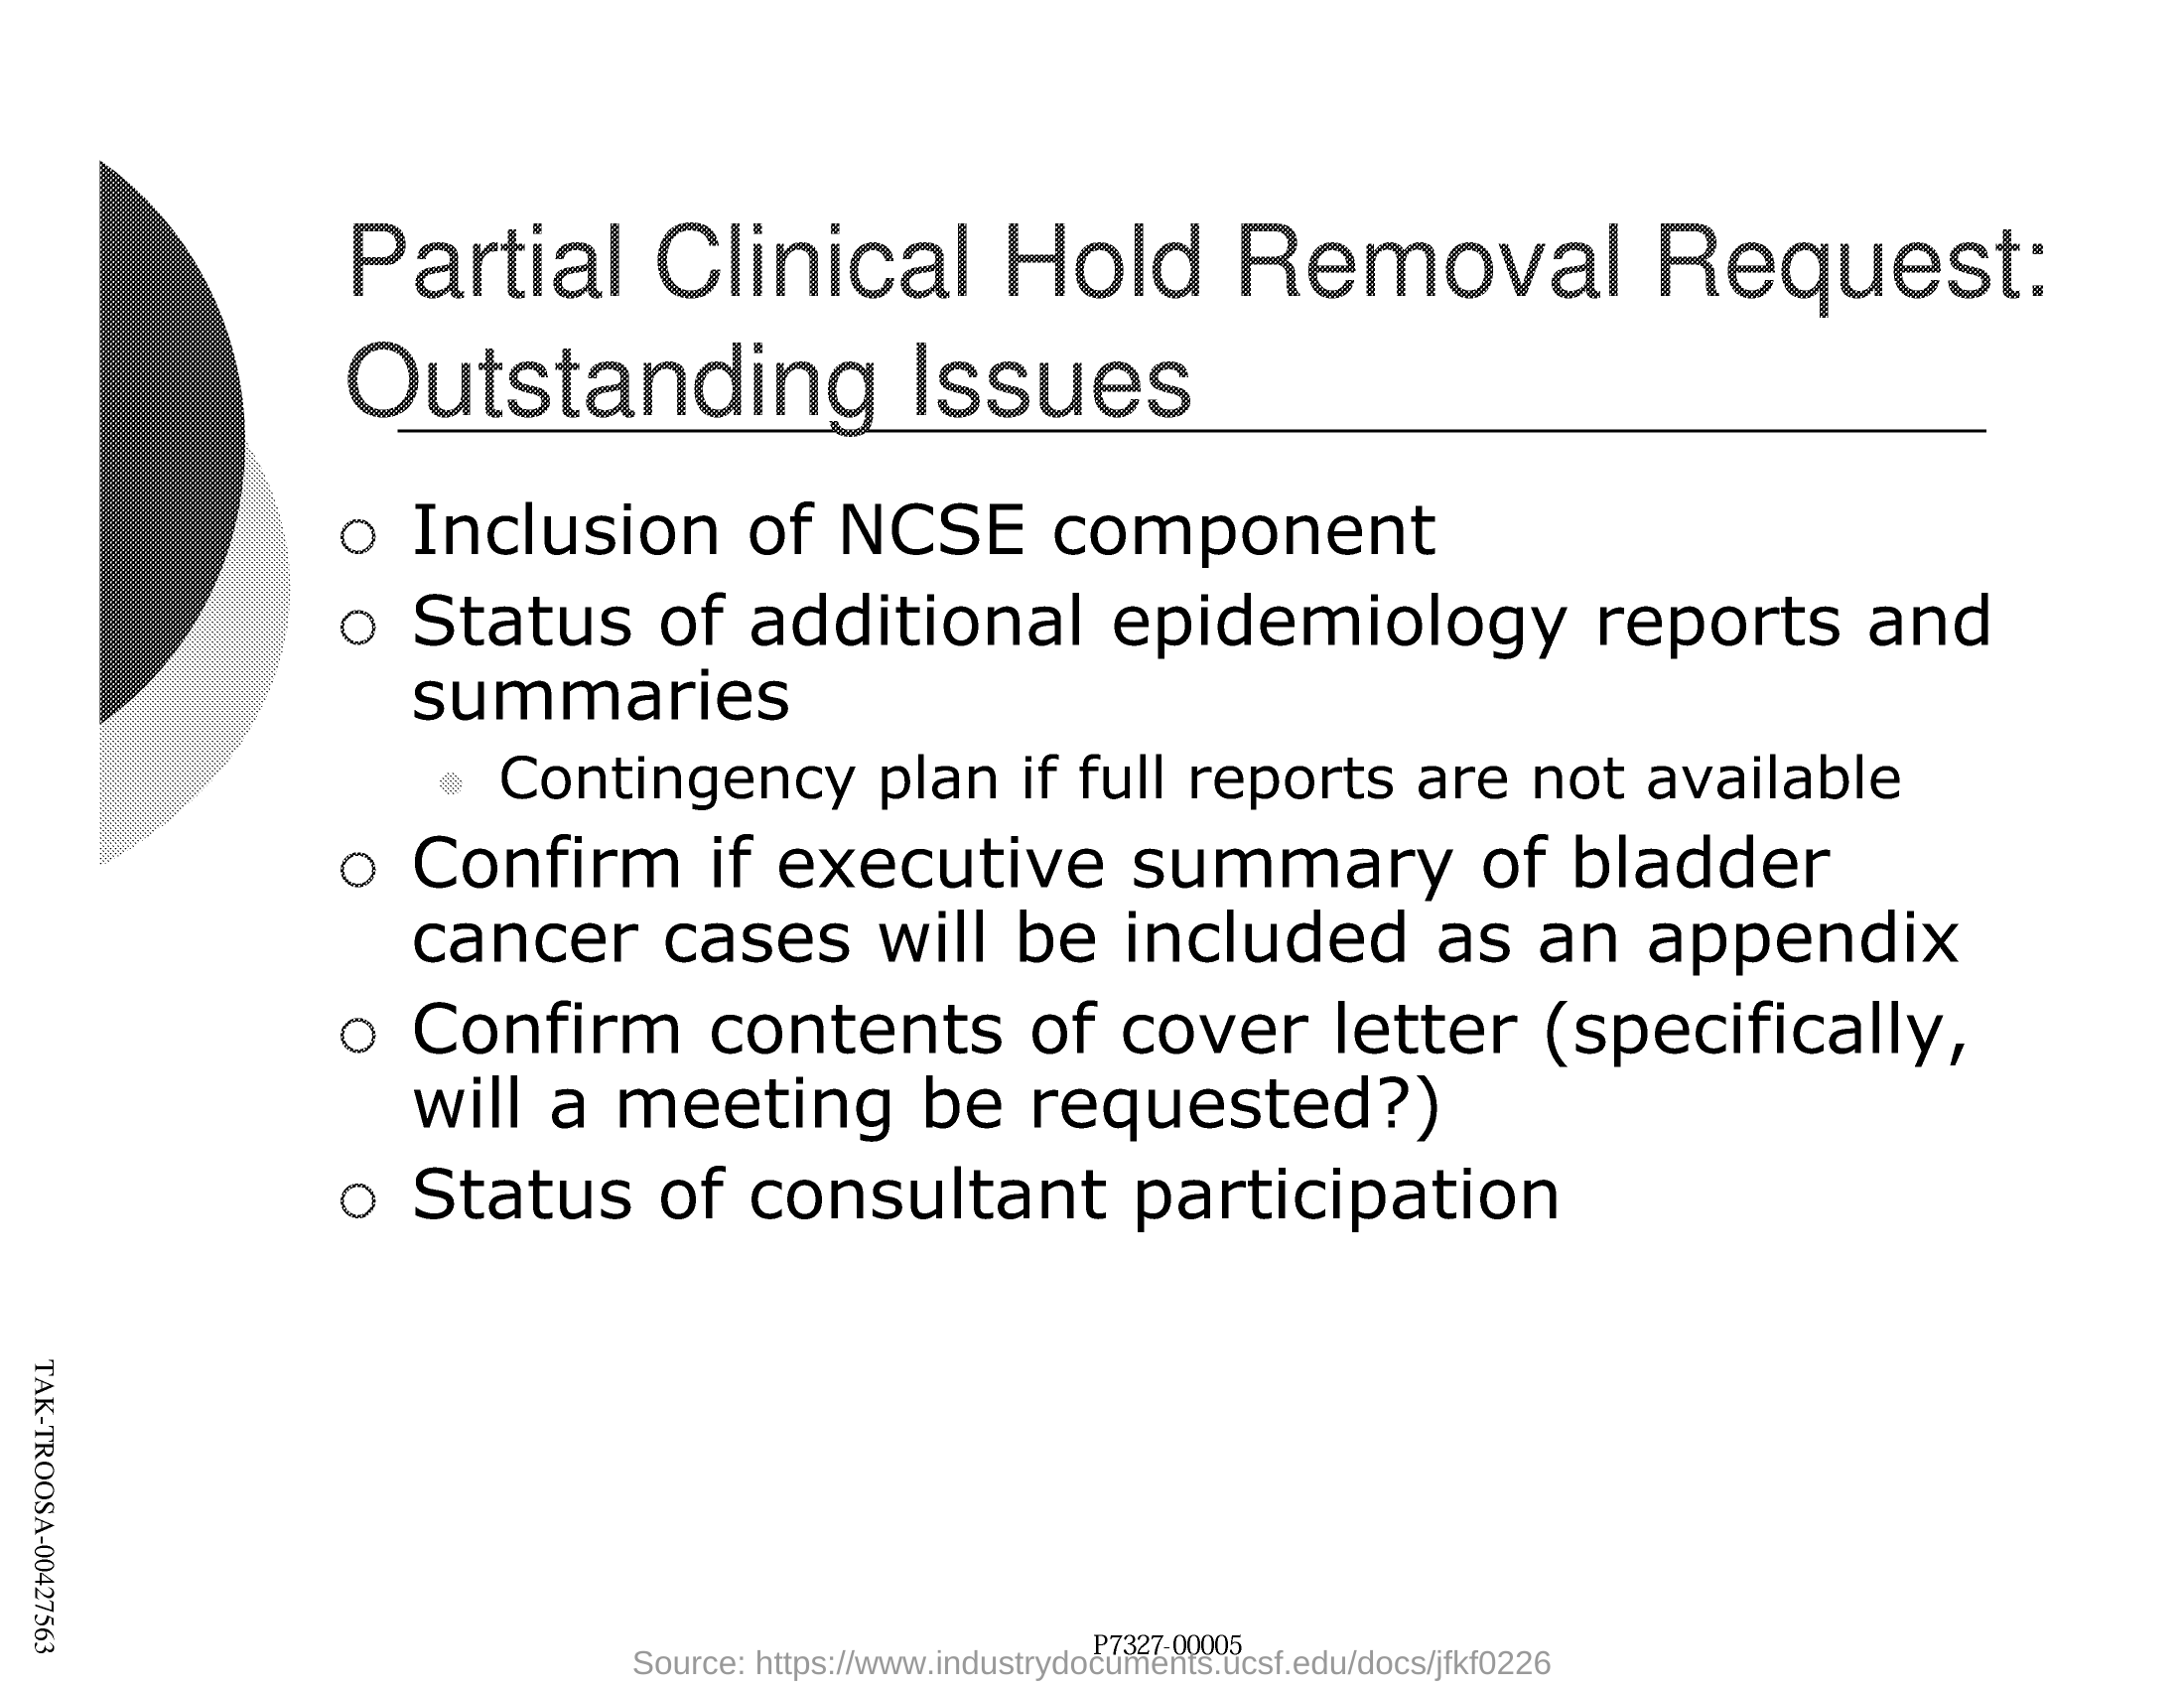 Partial Clinical Hold Removal Request:
Outstanding Issues
Inclusion of NCSE component
Status of additional epidemiology reports and
summaries
Contingency plan if full reports are not available
Confirm if executive summary of bladder
cancer cases will be included as an appendix
Confirm contents of cover letter (specifically,
will a meeting be requested?)
Status of consultant participation
TAK-TROOSA-00427563
P7327-00005
Source: https://www.industrydocuments.ucsf.edu/docs/jfkf0226